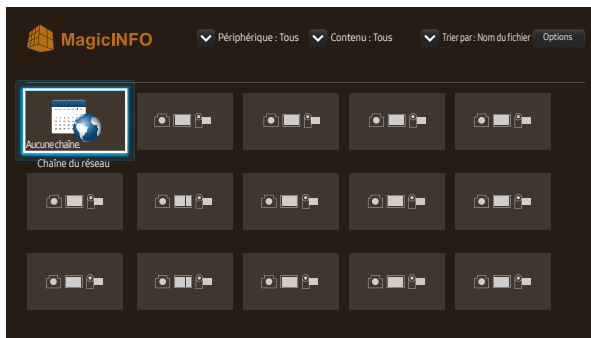 MagicINFO
Périphérique : Tous
Contenu : Tous
Trier par : Nom du fichier
Options
Aucune chaîne.
Chaîne du réseau